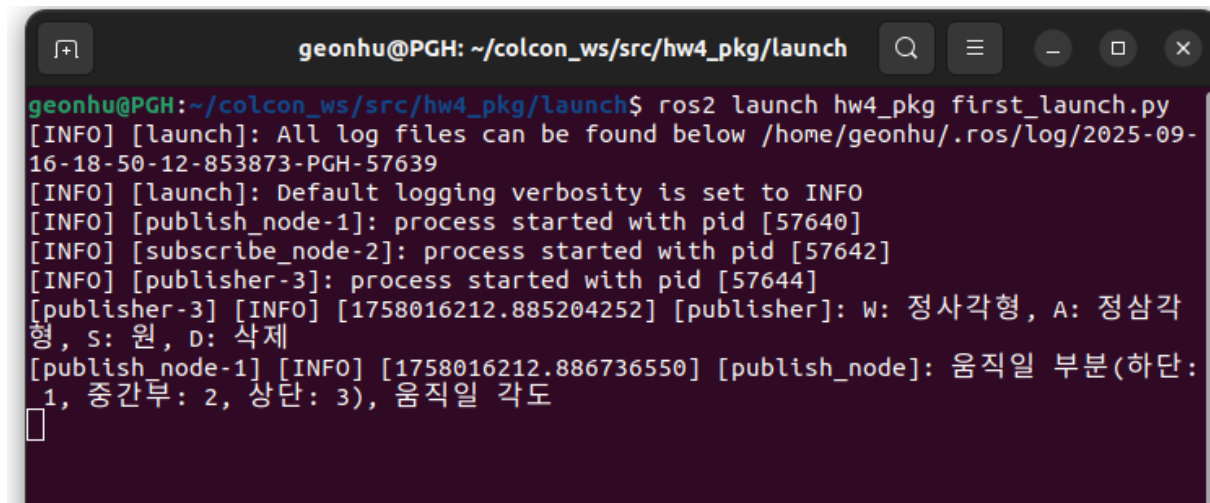 geonhu@PGH: ~/colcon_ws/src/hw4_pkg/launch
geonhu@PGH:~/colcon_ws/src/hw4_pkg/launch$ ros2 launch hw4_pkg first_launch.py
[INFO] [launch]: All log files can be found below /home/geonhu/.ros/log/2025-09-
16-18-50-12-853873-PGH-57639
[INFO] [launch]: Default logging verbosity is set to INFO
[INFO] [publish_node-1]: process started with pid [57640]
[INFO] [subscribe_node-2]: process started with pid [57642]
[INFO] [publisher-3]: process started with pid [57644]
[publisher-3] [INFO] [1758016212.885204252] [publisher]: W: 정사각형, A: 정삼각
형, S: 원, D: 삭제
[publish_node-1] [INFO] [1758016212.886736550] [publish_node]: 움직일 부분(하단:
 1, 중간부: 2, 상단: 3), 움직일 각도